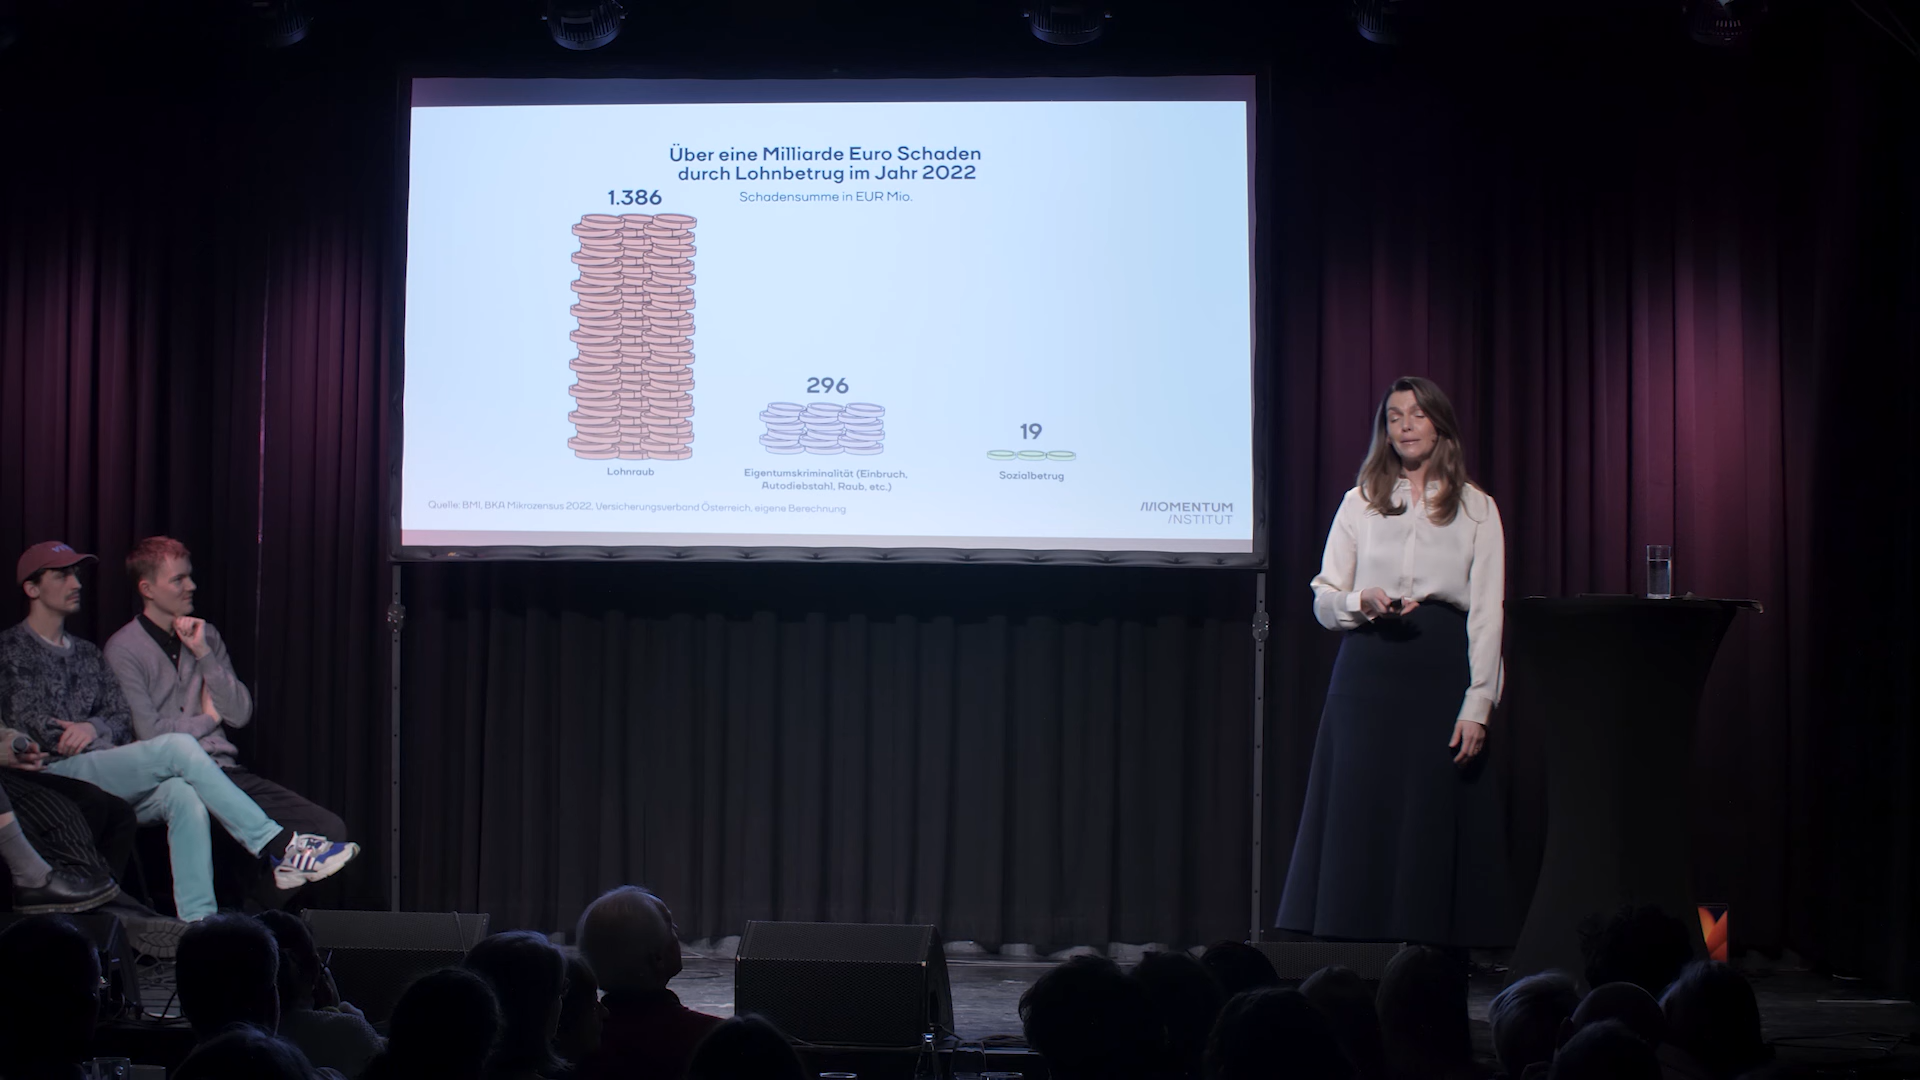 Über eine Milliarde Euro Schaden
durch Lohnbetrug im Jahr 2022
Schadensumme in EUR Mio.
1.386
296
19
Lohnraub
Eigentumskriminalität (Einbruch,
Autodiebstahl, Raub, etc.)
Sozialbetrug
Quelle: BMI, BKA Mikrozensus 2022, Versicherungsverband Österreich, eigene Berechnung
MOMENTUM
INSTITUT